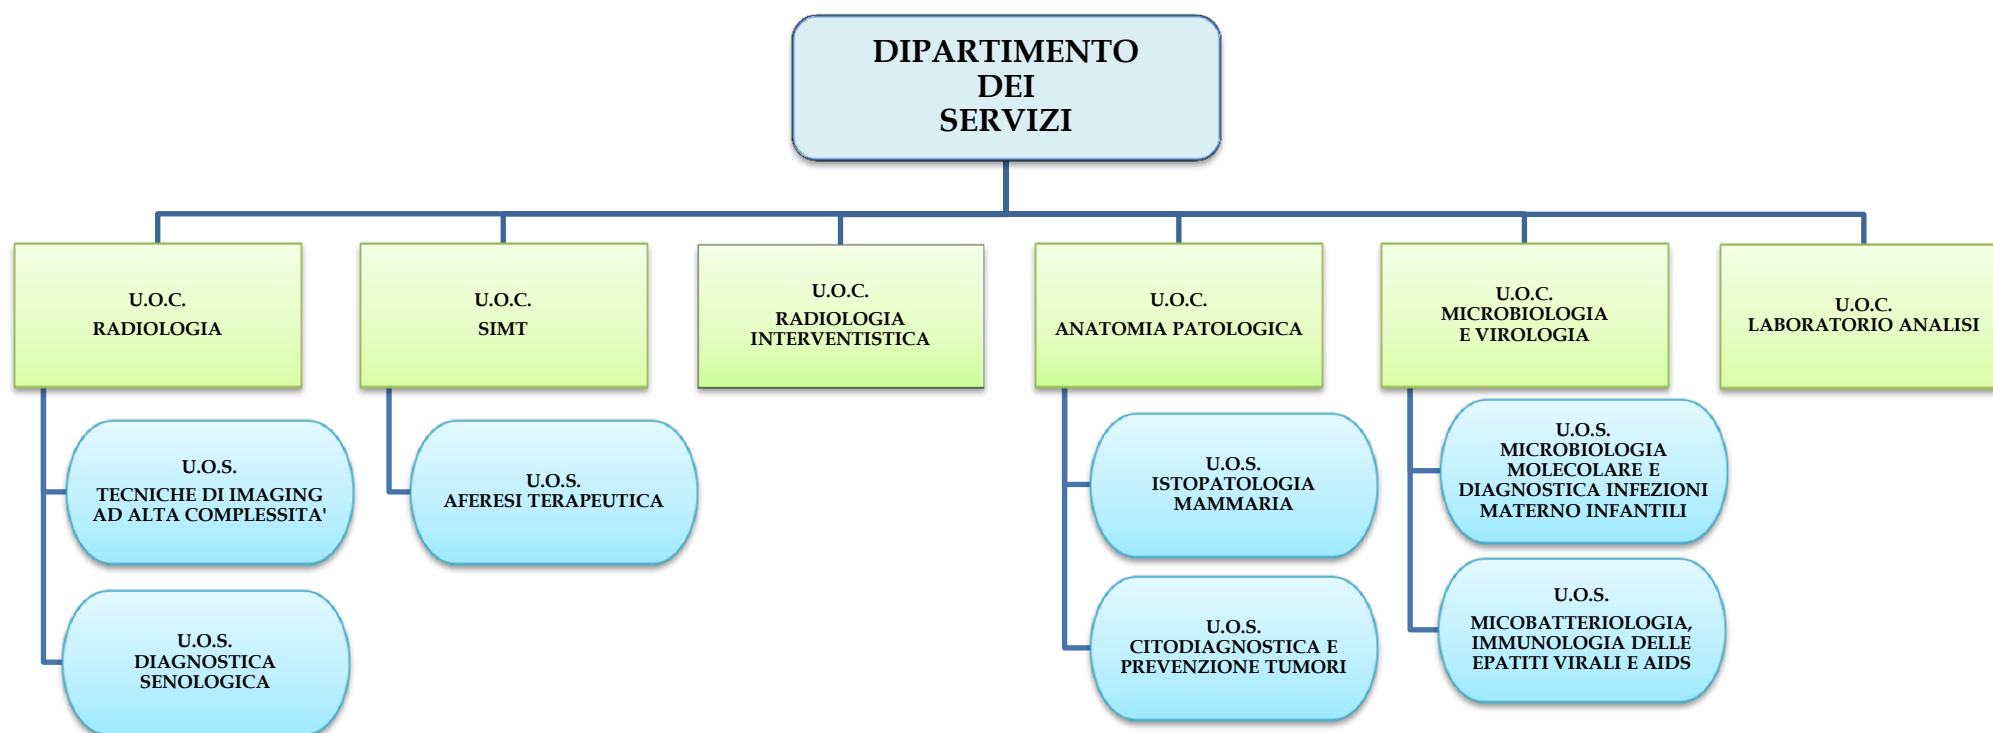 DIPARTIMENTO
DEI
SERVIZI
U.O.C.
RADIOLOGIA
U.O.C.
SIMT
U.O.C.
RADIOLOGIA
INTERVENTISTICA
U.O.C.
ANATOMIA PATOLOGICA
U.O.C.
MICROBIOLOGIA
E VIROLOGIA
U.O.C.
LABORATORIO ANALISI
U.O.S.
TECNICHE DI IMAGING
AD ALTA COMPLESSITA'
U.O.S.
DIAGNOSTICA
SENOLOGICA
U.O.S.
AFERESI TERAPEUTICA
U.O.S.
ISTOPATOLOGIA
MAMMARIA
U.O.S.
CITODIAGNOSTICA E
PREVENZIONE TUMORI
U.O.S.
MICROBIOLOGIA
MOLECOLARE E
DIAGNOSTICA INFEZIONI
MATERNO INFANTILI
U.O.S.
MICOBATTERIOLOGIA,
IMMUNOLOGIA DELLE
EPATITI VIRALI E AIDS